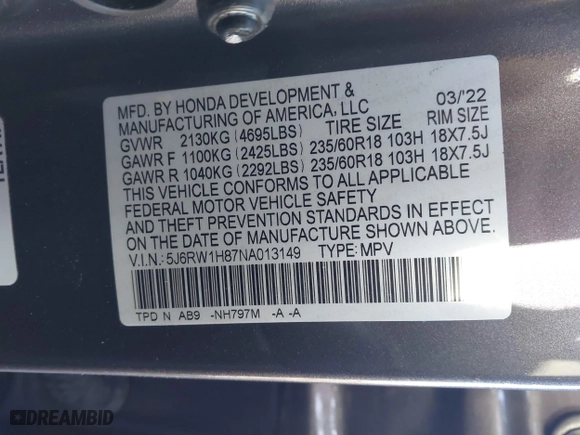 MFD. BY HONDA DEVELOPMENT & 03/'22
MANUFACTURING OF AMERICA, LLC
GVWR 2130KG (4695LBS) TIRE SIZE RIM SIZE
GAWR F 1100KG (2425LBS) 235/60R18 103H 18X7.5J
GAWR R 1040KG (2292LBS) 235/60R18 103H 18X7.5J
THIS VEHICLE CONFORMS TO ALL APPLICABLE
FEDERAL MOTOR VEHICLE SAFETY
AND THEFT PREVENTION STANDARDS IN EFFECT
ON THE DATE OF MANUFACTURE SHOWN ABOVE.
V.I.N.: 5J6RW1H87NA013149 TYPE: MPV
TPD N AB9 -NH797M -A -A
DREAMBID